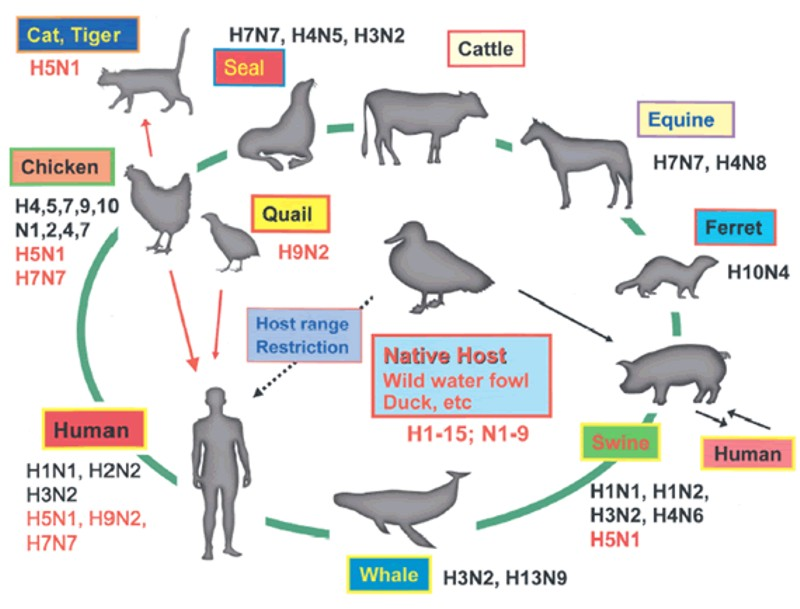 Cat, Tiger
H5N1
H7N7, H4N5, H3N2
Seal
Cattle
Equine
H7N7, H4N8
Chicken
H4,5,7,9,10
N1,2,4,7
H5N1
H7N7
Quail
H9N2
Ferret
H10N4
Host range
Restriction
Native Host
Wild water fowl
Duck, etc
H1-15; N1-9
Human
H1N1, H2N2
H3N2
H5N1, H9N2,
H7N7
Swine
Human
H1N1, H1N2,
H3N2, H4N6
H5N1
Whale
H3N2, H13N9